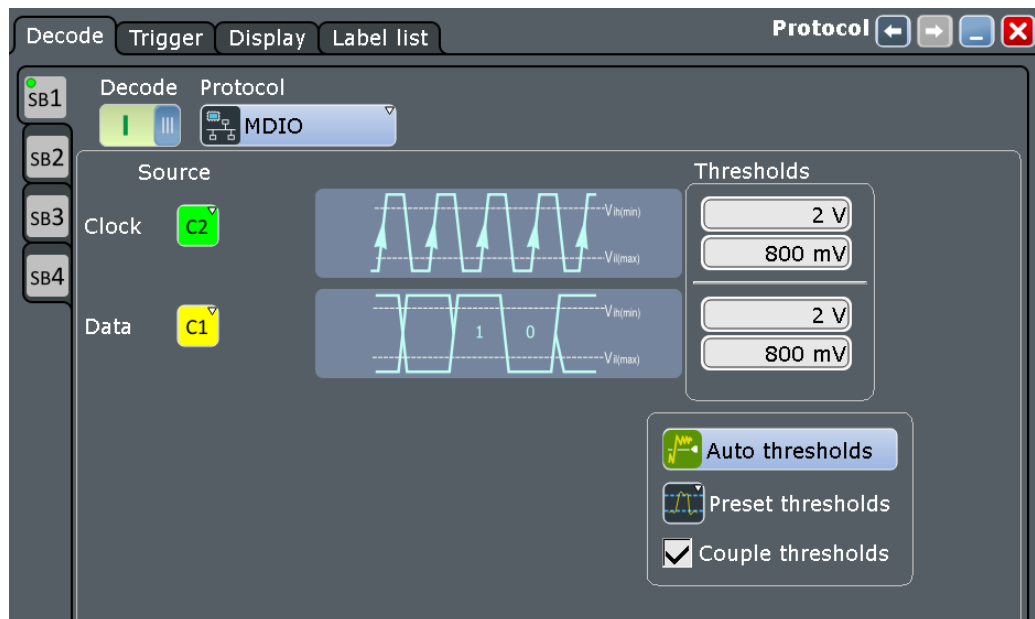 Decode Trigger Display Label list Protocol
SB1 Decode Protocol
MDIO
SB2 Source Thresholds
SB3 Clock C2 Vih(min) 2 V
Vil(max) 800 mV
SB4
Data C1 1 0 Vih(min) 2 V
Vil(max) 800 mV
Auto thresholds
Preset thresholds
Couple thresholds